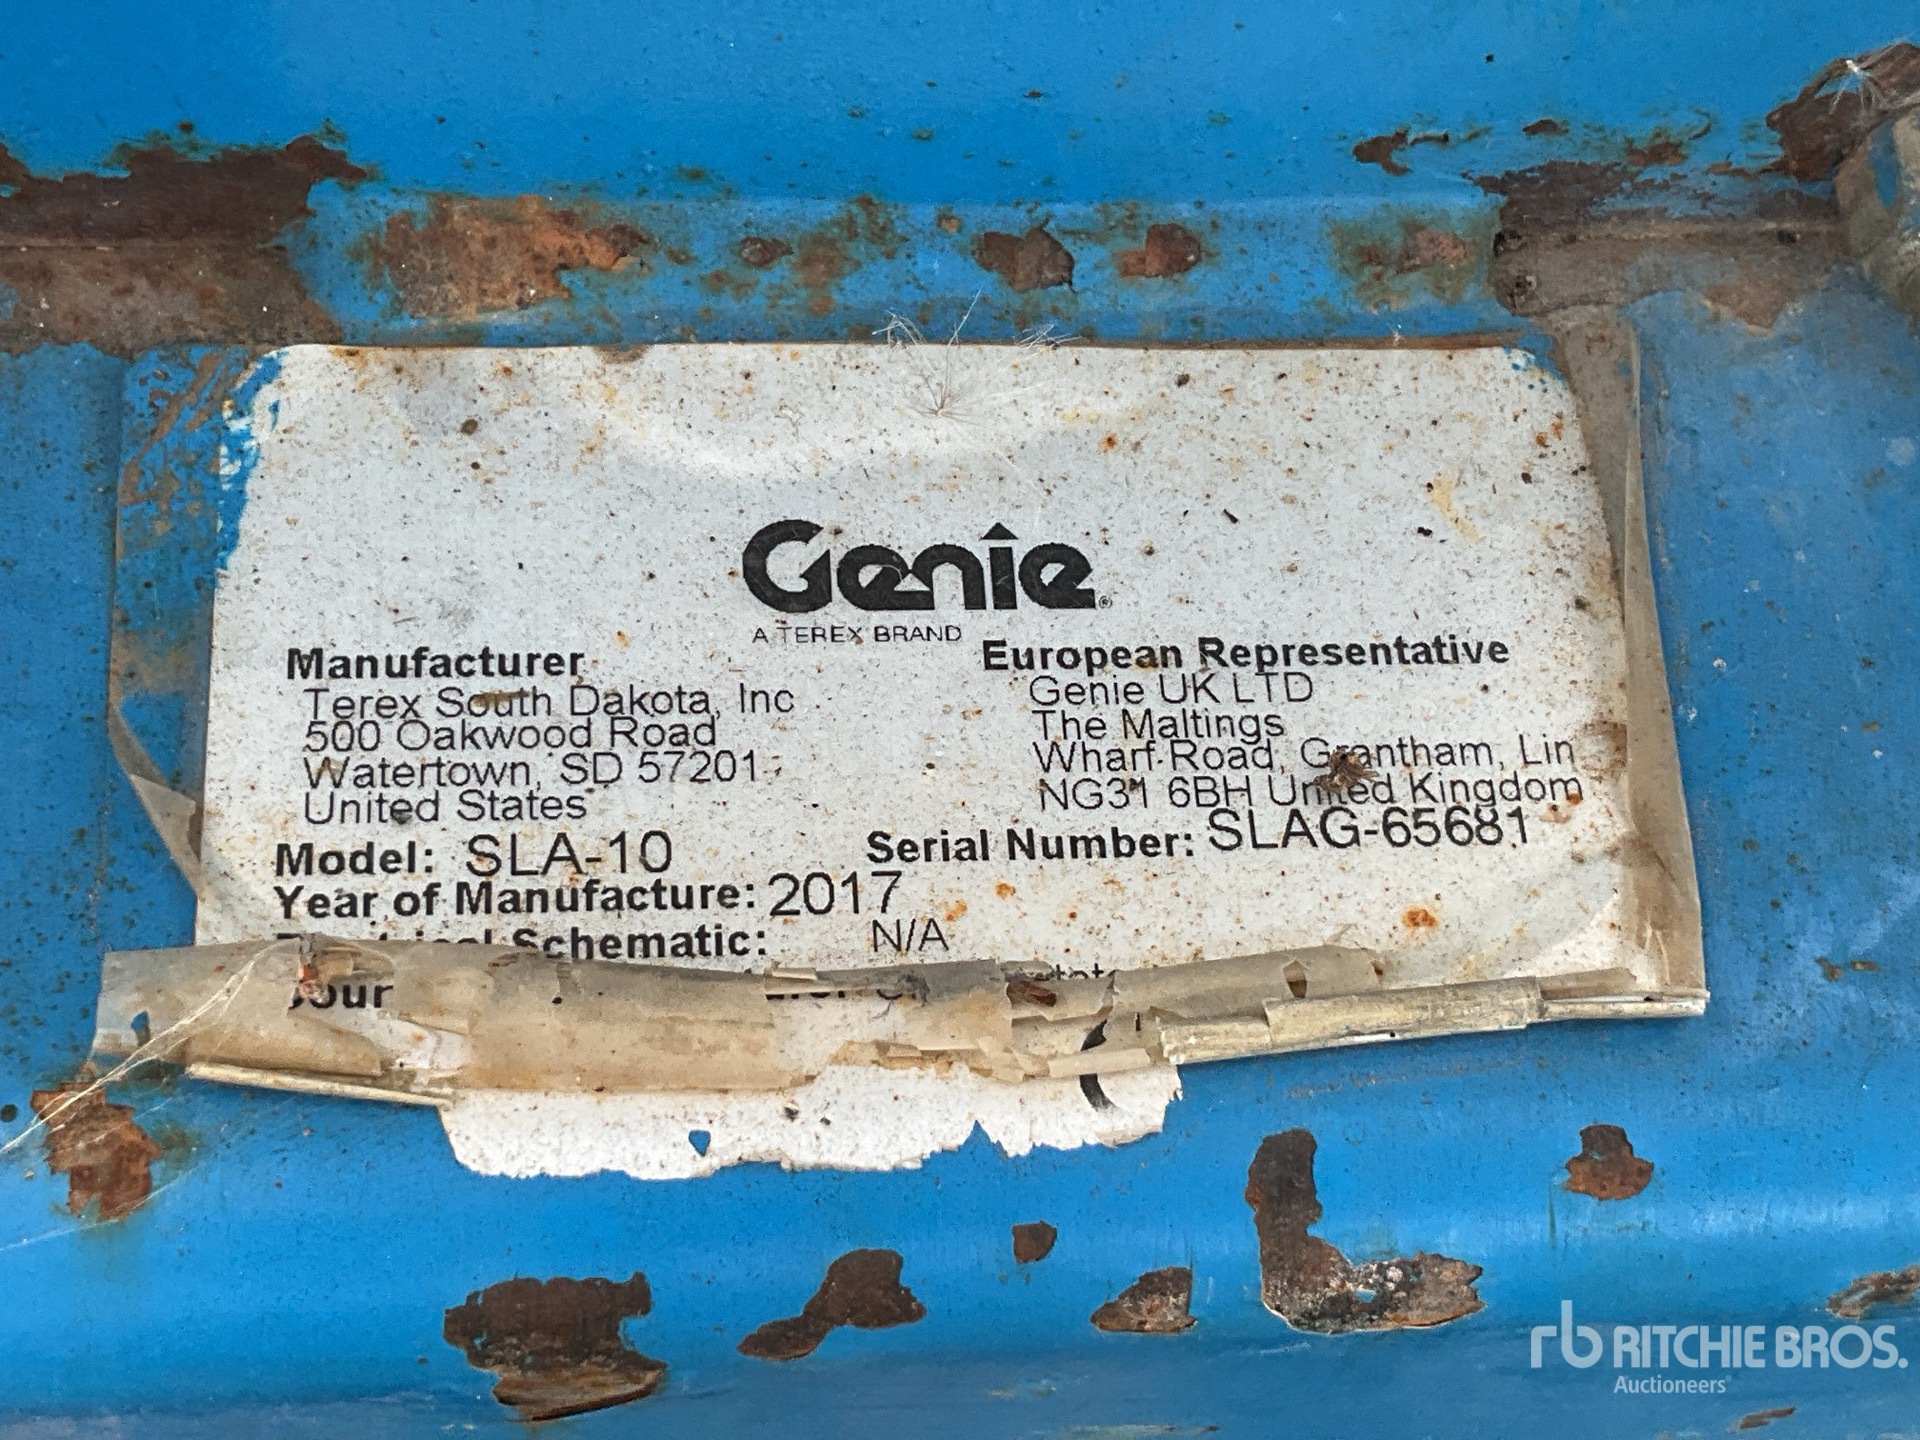 Genie®
A TEREX BRAND
Manufacturer
Terex South Dakota, Inc
500 Oakwood Road
Watertown, SD 57201
United States
European Representative
Genie UK LTD
The Maltings
Wharf Road, Grantham, Lin
NG31 6BH United Kingdom
Model: SLA-10
Serial Number: SLAG-65681
Year of Manufacture: 2017
Electrical Schematic: N/A
rb RITCHIE BROS.
Auctioneers